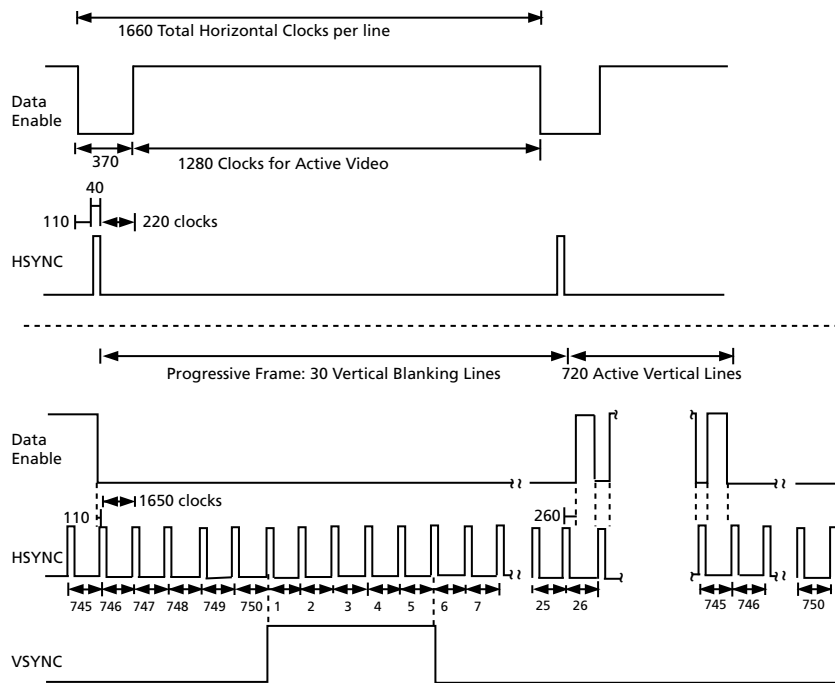 1660 Total Horizontal Clocks per line
Data
Enable
370
1280 Clocks for Active Video
40
110
220 clocks
HSYNC
Progressive Frame: 30 Vertical Blanking Lines
720 Active Vertical Lines
Data
Enable
1650 clocks
110
260
HSYNC
745 746 747 748 749 750 1 2 3 4 5 6 7 25 26 745 746 750
VSYNC